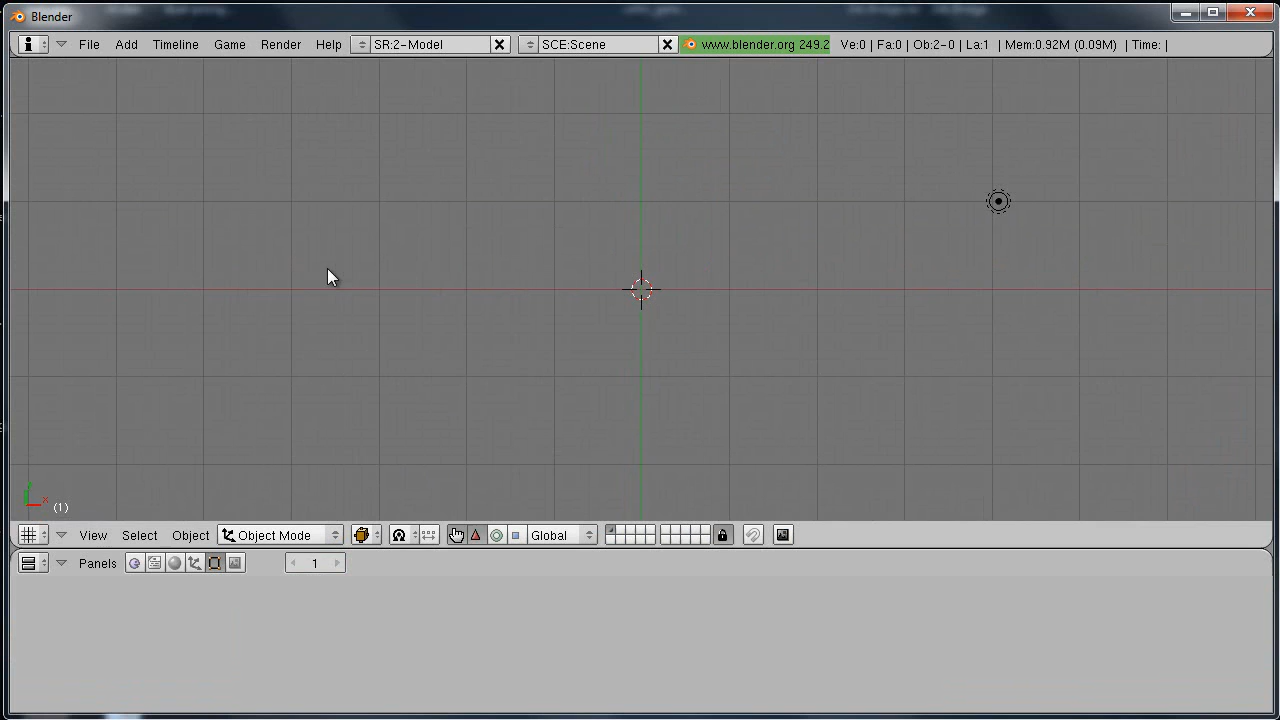 Blender
File Add Timeline Game Render Help SR:2-Model SCE:Scene www.blender.org 249.2 Ve:0 | Fa:0 | Ob:2-0 | La:1 | Mem:0.92M (0.09M) | Time: |
x
(1)
View Select Object Object Mode Global
Panels 1